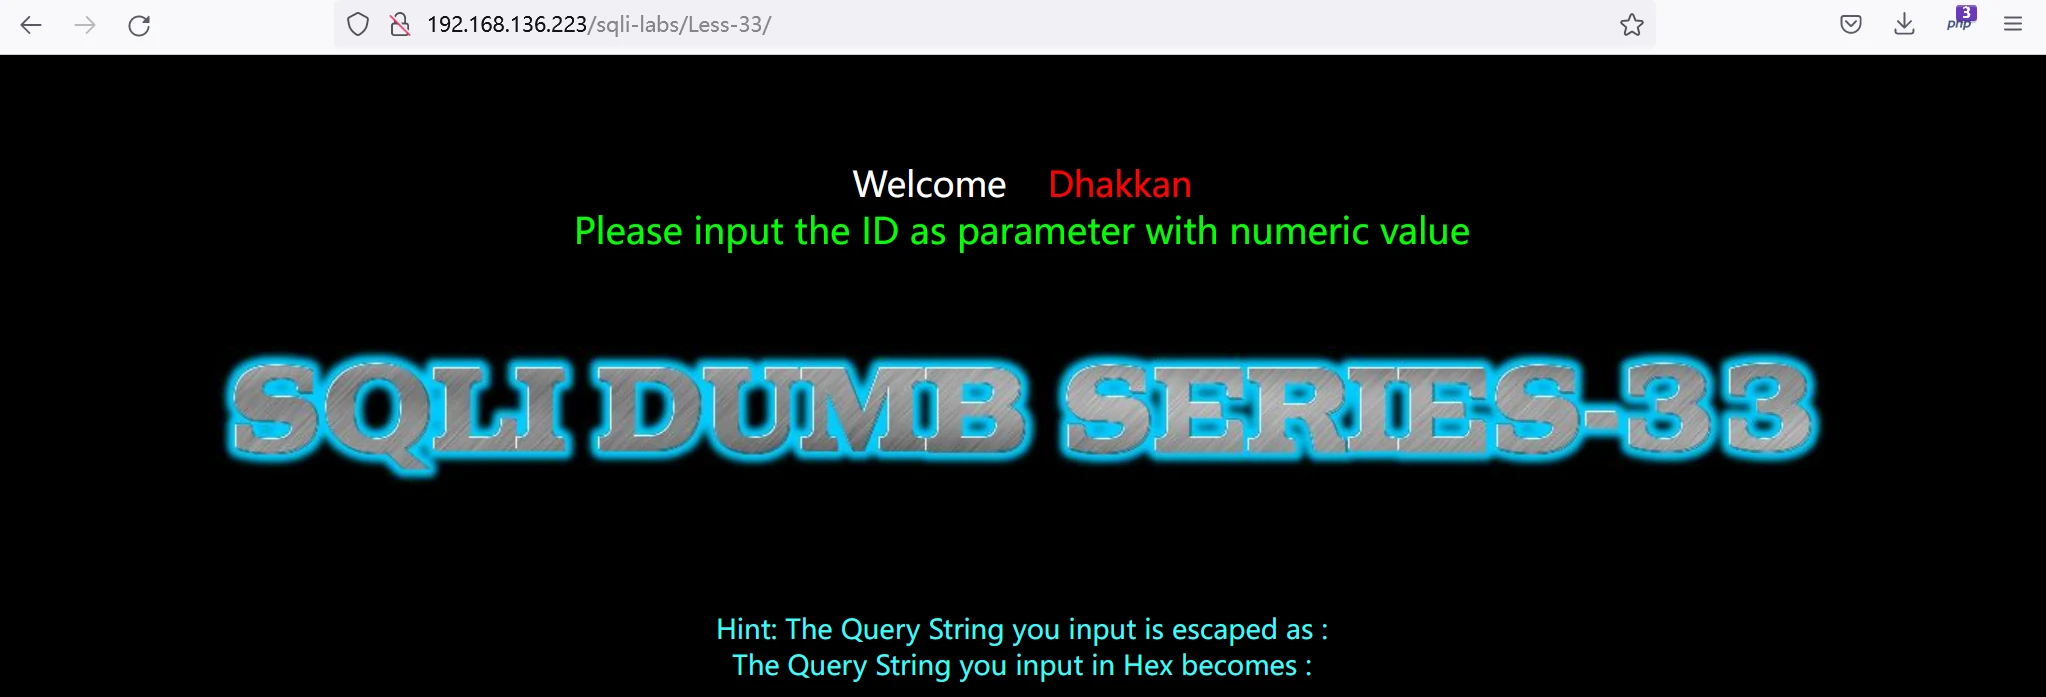 192.168.136.223/sqli-labs/Less-33/
3
php
Welcome Dhakkan
Please input the ID as parameter with numeric value
SQLI DUMB SERIES-33
Hint: The Query String you input is escaped as :
The Query String you input in Hex becomes :